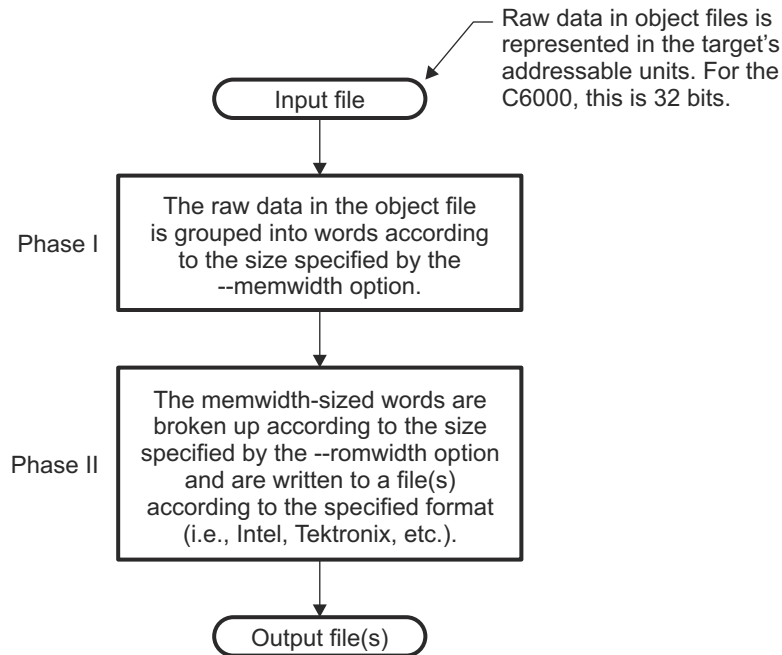 Raw data in object files is
represented in the target's
addressable units. For the
C6000, this is 32 bits.
Input file
Phase I
The raw data in the object file
is grouped into words according
to the size specified by the
--memwidth option.
Phase II
The memwidth-sized words are
broken up according to the size
specified by the --romwidth option
and are written to a file(s)
according to the specified format
(i.e., Intel, Tektronix, etc.).
Output file(s)